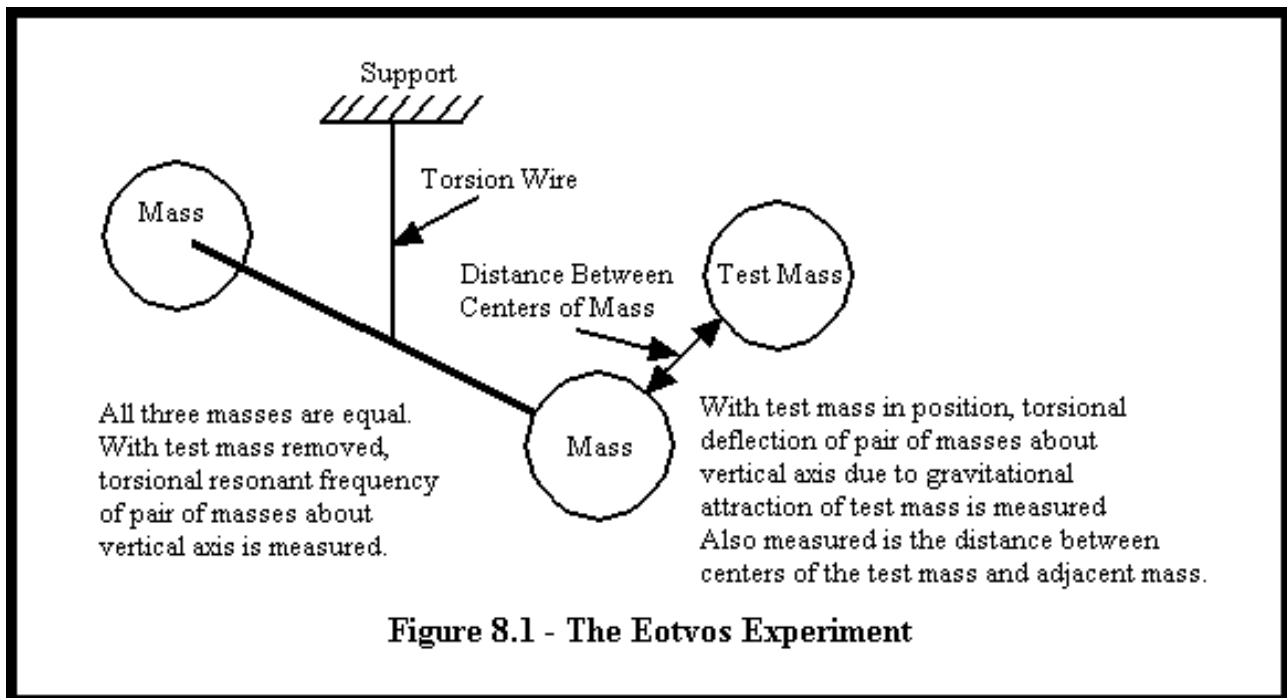 Support
Torsion Wire
Mass
Distance Between
Centers of Mass
Test Mass
Mass
All three masses are equal.
With test mass removed,
torsional resonant frequency
of pair of masses about
vertical axis is measured.
With test mass in position, torsional
deflection of pair of masses about
vertical axis due to gravitational
attraction of test mass is measured
Also measured is the distance between
centers of the test mass and adjacent mass.
Figure 8.1 - The Eotvos Experiment